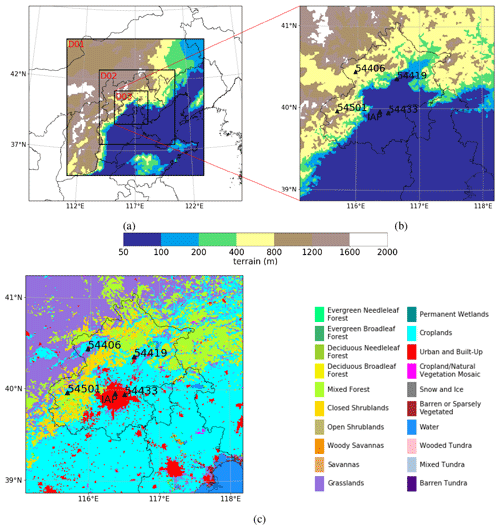 D01
D02
D03
42°N
37°N
112°E
117°E
122°E
(a)
41°N
40°N
39°N
54406
54419
54501
54433
IAP
116°E
117°E
118°E
(b)
50 100 200 400 800 1200 1600 2000
terrain (m)
41°N
40°N
39°N
54406
54419
54501
54433
IAP
116°E
117°E
118°E
Evergreen Needleleaf
Forest
Evergreen Broadleaf
Forest
Deciduous Needleleaf
Forest
Deciduous Broadleaf
Forest
Mixed Forest
Closed Shrublands
Open Shrublands
Woody Savannas
Savannas
Grasslands
Permanent Wetlands
Croplands
Urban and Built-Up
Cropland/Natural
Vegetation Mosaic
Snow and Ice
Barren or Sparsely
Vegetated
Water
Wooded Tundra
Mixed Tundra
Barren Tundra
(c)